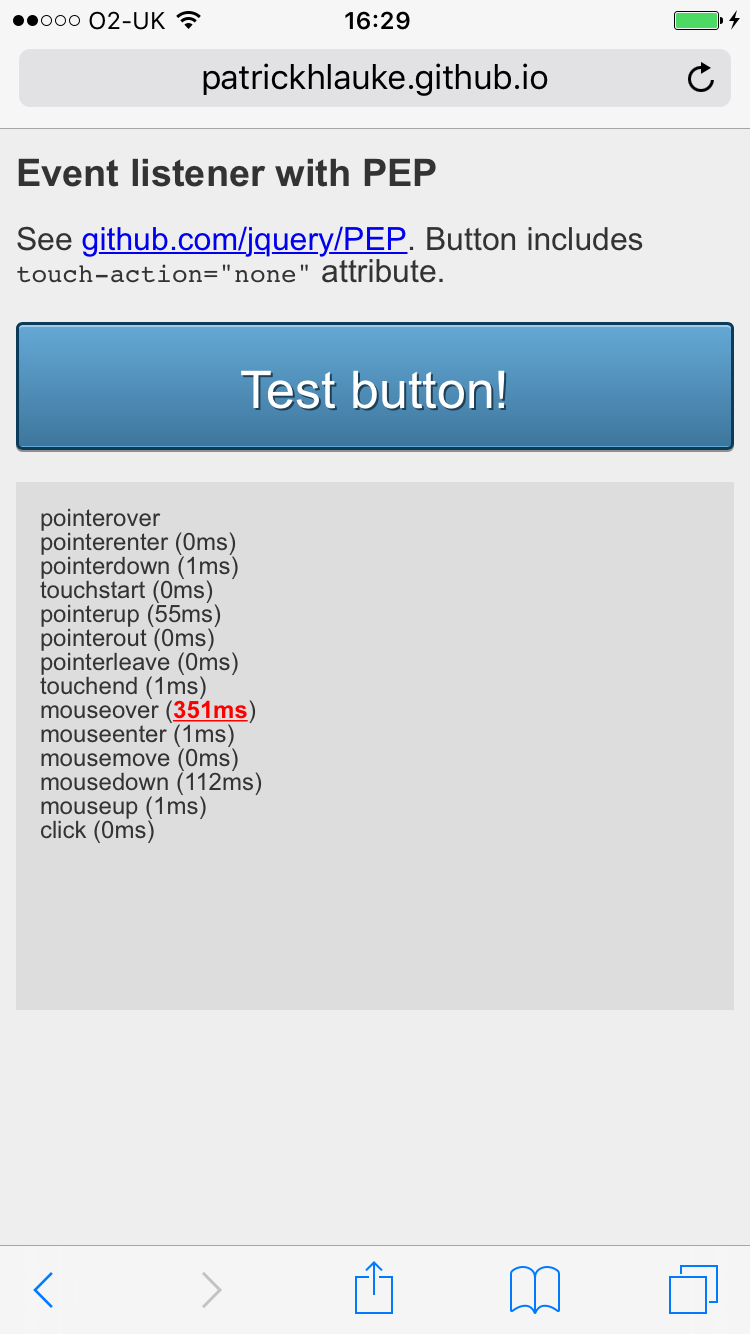 O2-UK 16:29
patrickhlauke.github.io
Event listener with PEP
See github.com/jquery/PEP. Button includes
touch-action="none" attribute.
Test button!
pointerover
pointerenter (0ms)
pointerdown (1ms)
touchstart (0ms)
pointerup (55ms)
pointerout (0ms)
pointerleave (0ms)
touchend (1ms)
mouseover (351ms)
mouseenter (1ms)
mousemove (0ms)
mousedown (112ms)
mouseup (1ms)
click (0ms)